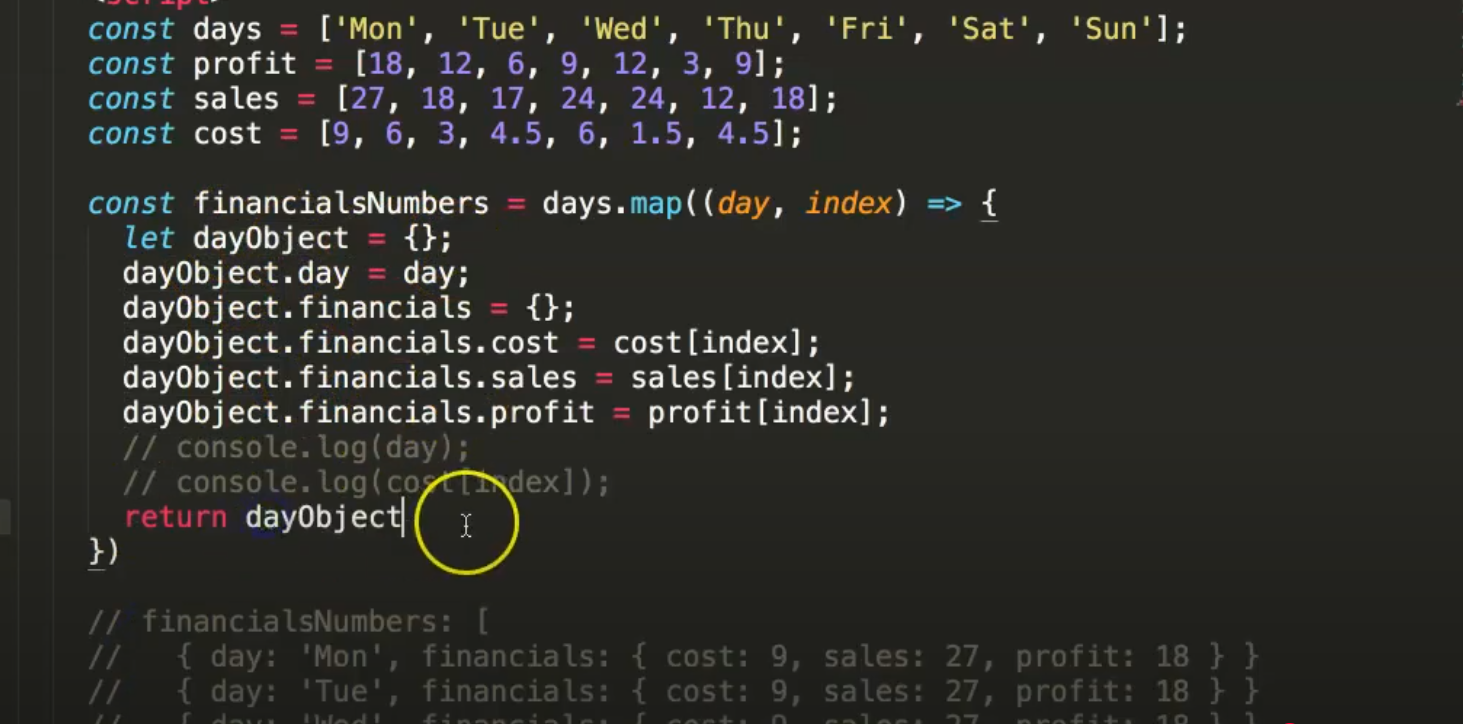 const days = ['Mon', 'Tue', 'Wed', 'Thu', 'Fri', 'Sat', 'Sun'];
const profit = [18, 12, 6, 9, 12, 3, 9];
const sales = [27, 18, 17, 24, 24, 12, 18];
const cost = [9, 6, 3, 4.5, 6, 1.5, 4.5];
const financialsNumbers = days.map((day, index) => {
let dayObject = {};
dayObject.day = day;
dayObject.financials = {};
dayObject.financials.cost = cost[index];
dayObject.financials.sales = sales[index];
dayObject.financials.profit = profit[index];
// console.log(day);
// console.log(cost[index]);
return dayObject
})
// financialsNumbers: [
// { day: 'Mon', financials: { cost: 9, sales: 27, profit: 18 } }
// { day: 'Tue', financials: { cost: 9, sales: 27, profit: 18 } }